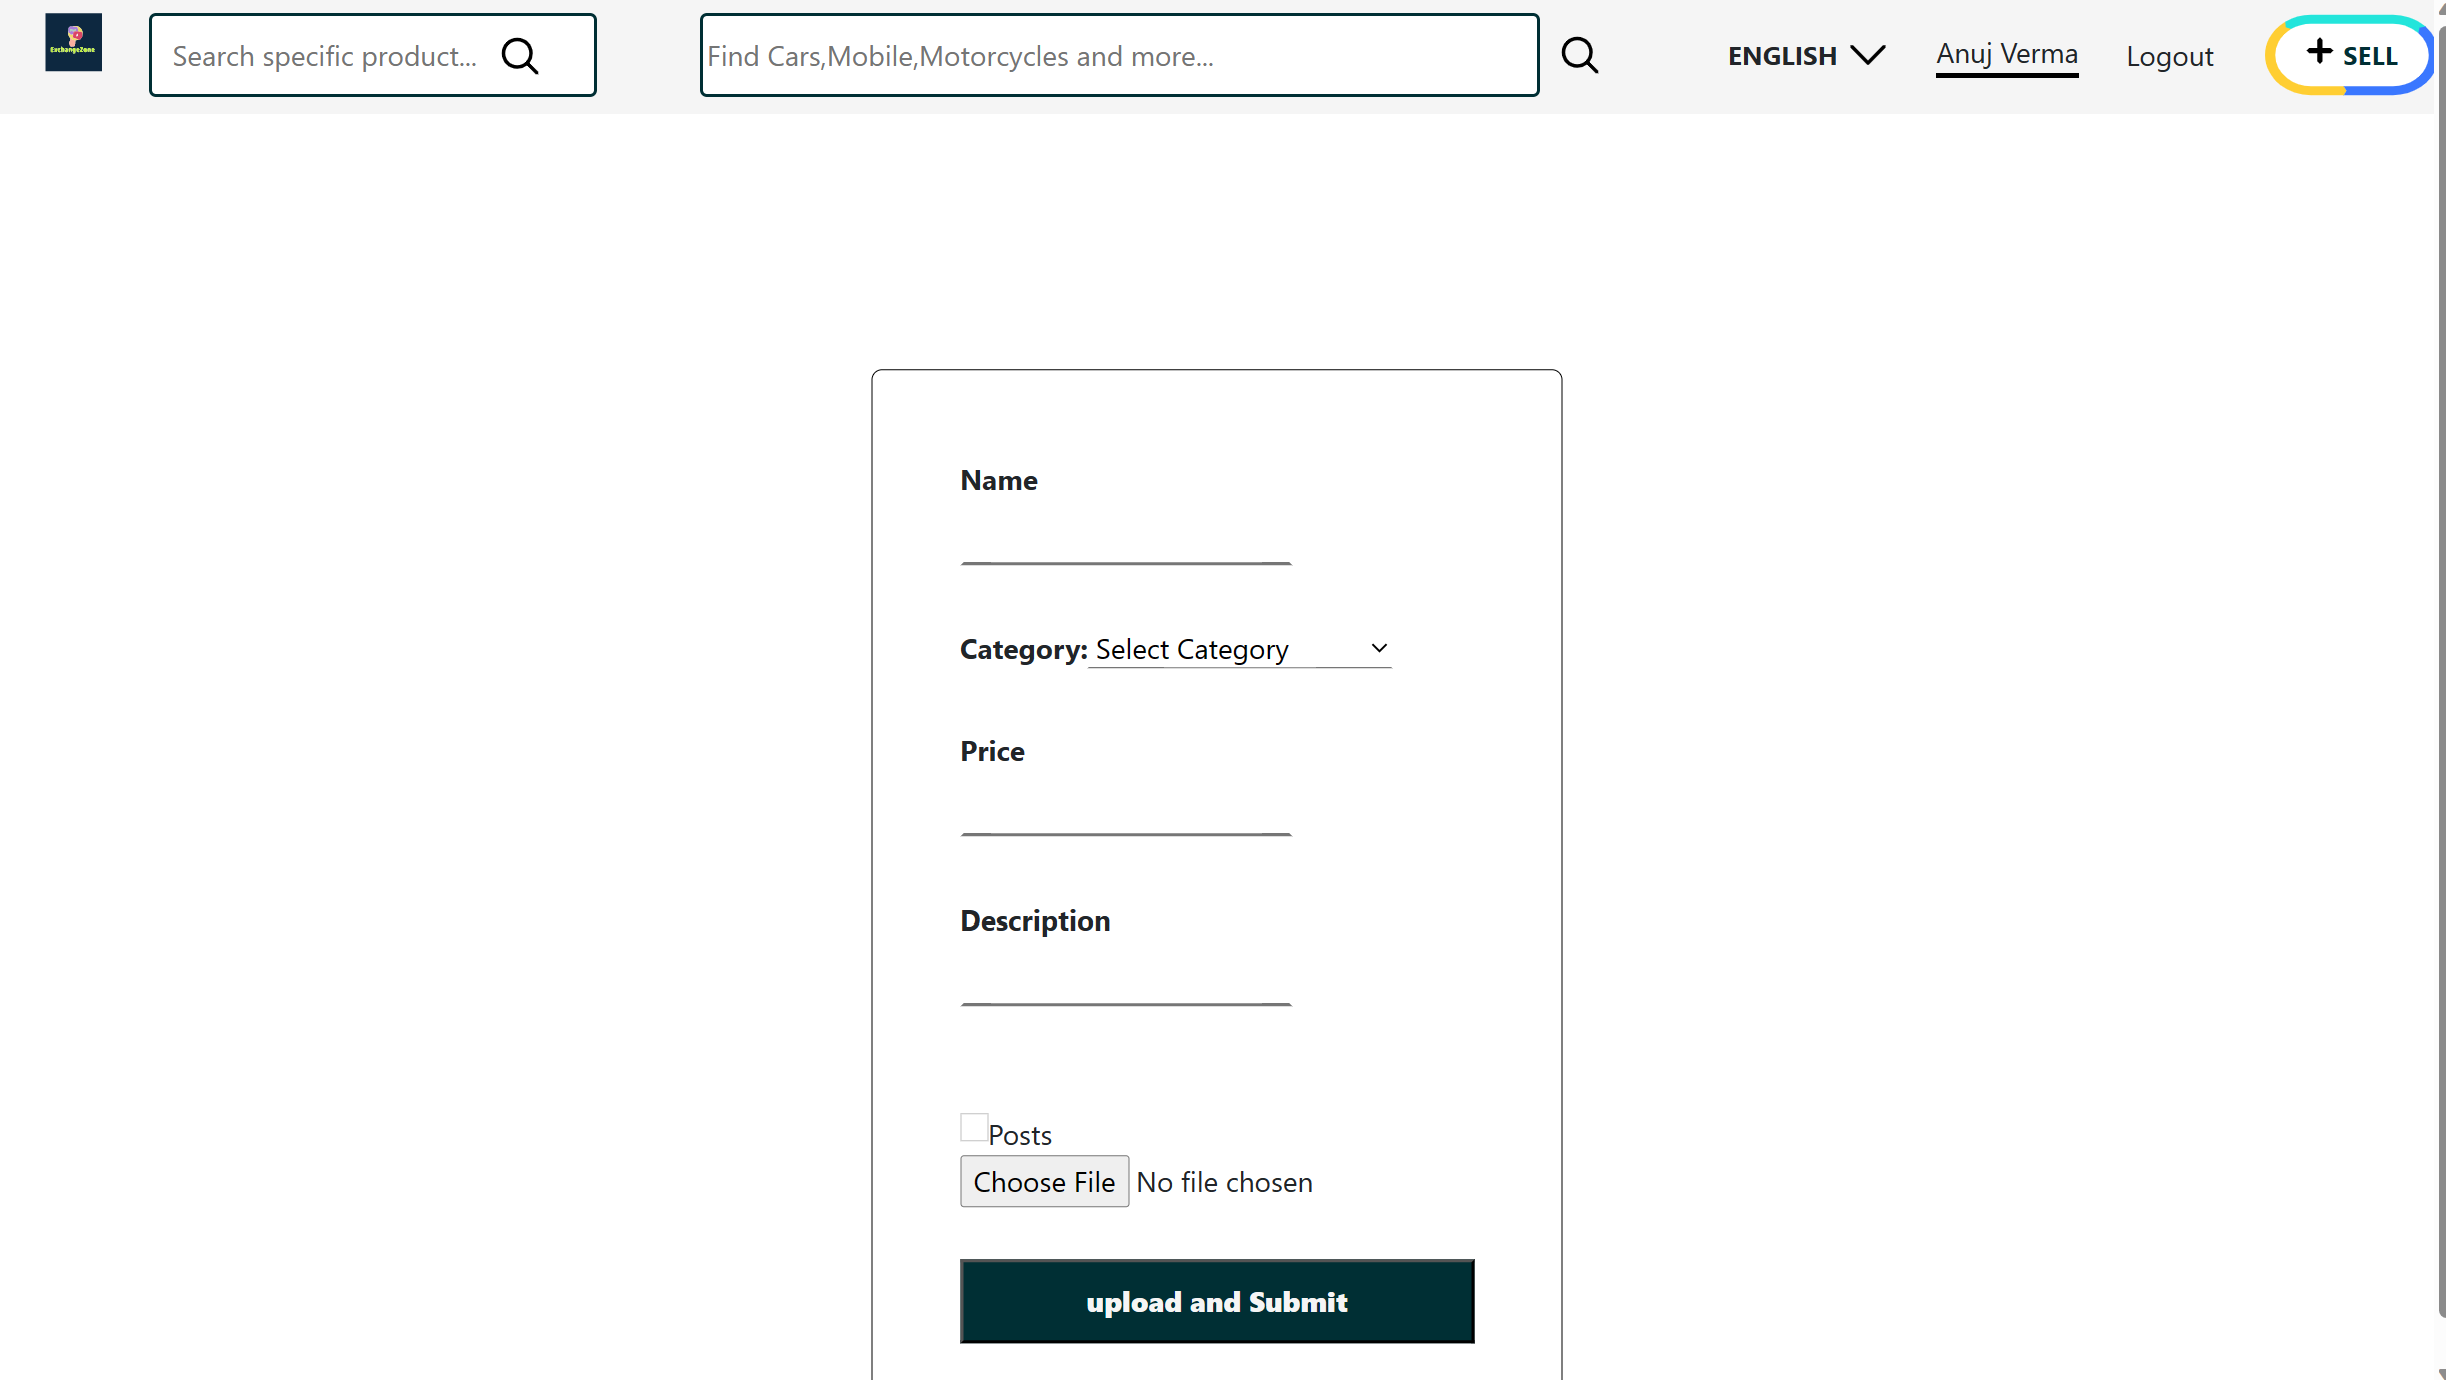 ExchangeZone
Search specific product...
Find Cars,Mobile,Motorcycles and more...
ENGLISH
Anuj Verma
Logout
SELL
Name
Category: Select Category
Price
Description
Posts
Choose File No file chosen
upload and Submit